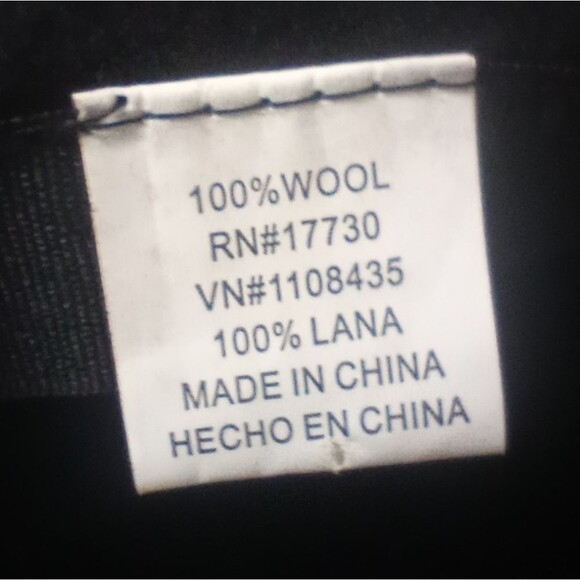 100%WOOL
RN#17730
VN#1108435
100% LANA
MADE IN CHINA
HECHO EN CHINA